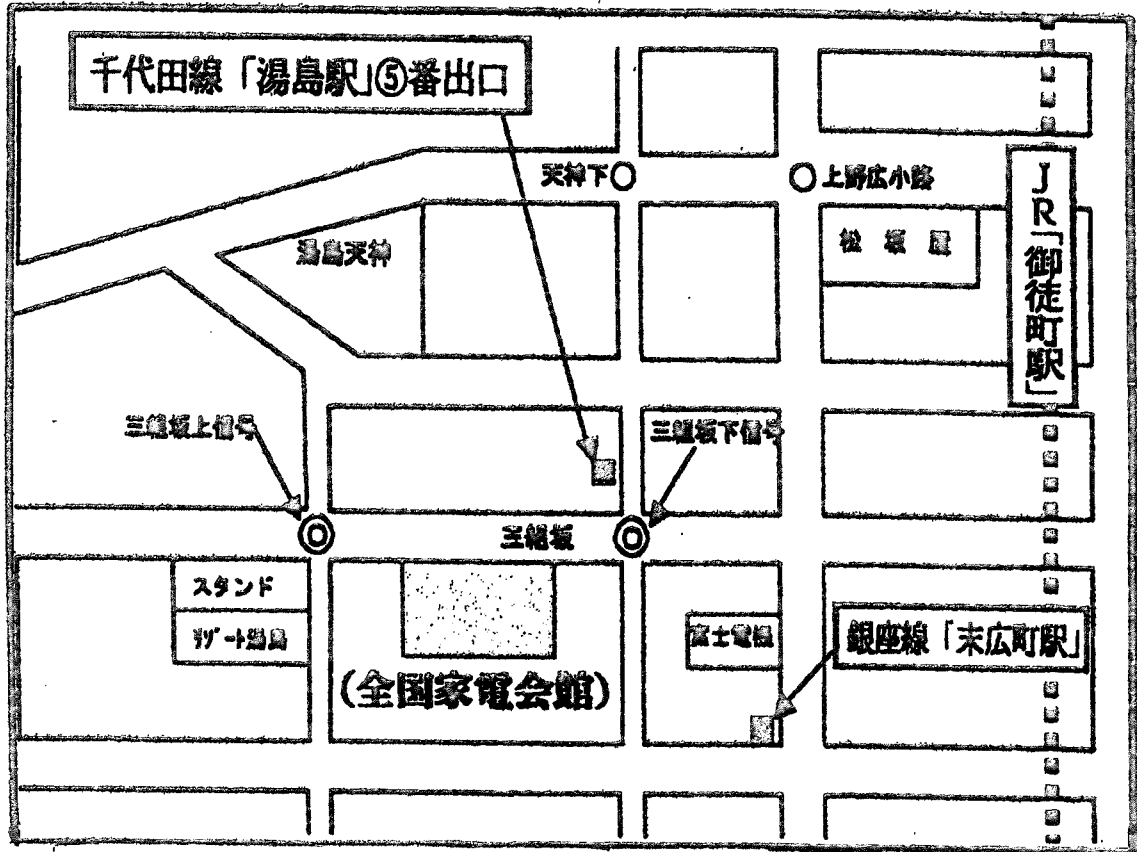 千代田線「湯島駅」⑤番出口
天神下
上野広小路
JR「御徒町駅」
湯島天神
松坂屋
三組坂上信号
三組坂下信号
三組坂
スタンド
リゾート湯島
富士電機
銀座線「末広町駅」
(全国家電会館)